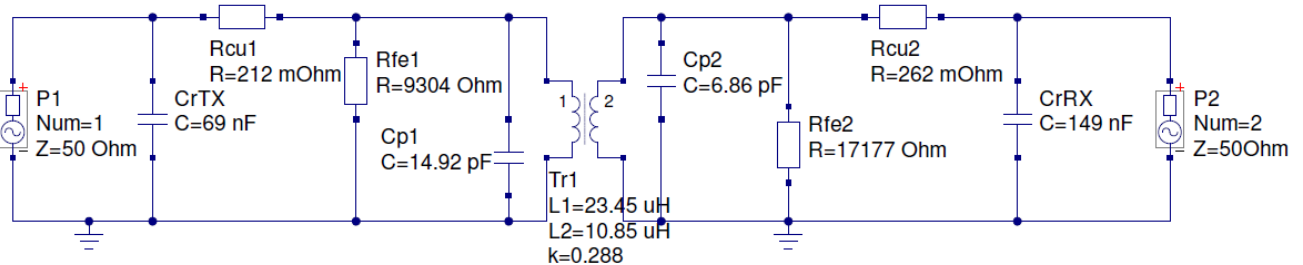 P1
Num=1
Z=50 Ohm
CrTX
C=69 nF
Rcu1
R=212 mOhm
Rfe1
R=9304 Ohm
Cp1
C=14.92 pF
1
2
Tr1
L1=23.45 uH
L2=10.85 uH
k=0.288
Cp2
C=6.86 pF
Rfe2
R=17177 Ohm
Rcu2
R=262 mOhm
CrRX
C=149 nF
P2
Num=2
Z=50Ohm